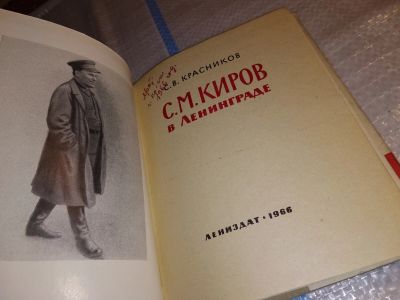 С. В. КРАСНИКОВ
С. М. КИРОВ
В ЛЕНИНГРАДЕ
ЛЕНИЗДАТ • 1966